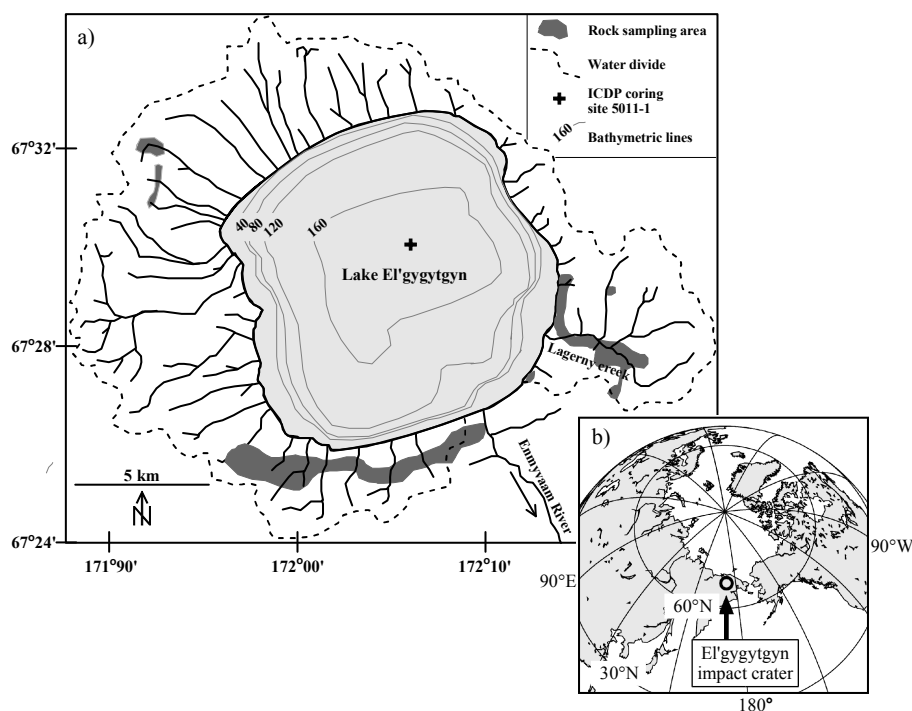 a)
Rock sampling area
Water divide
ICDP coring
site 5011-1
160
Bathymetric lines
67°32'
40
80
120
160
Lake El'gygytgyn
67°28'
Lagerny creek
5 km
N
Enmyvaam River
67°24'
171°90'
172°00'
172°10'
b)
90°W
90°E
60°N
30°N
El'gygytgyn
impact crater
180°